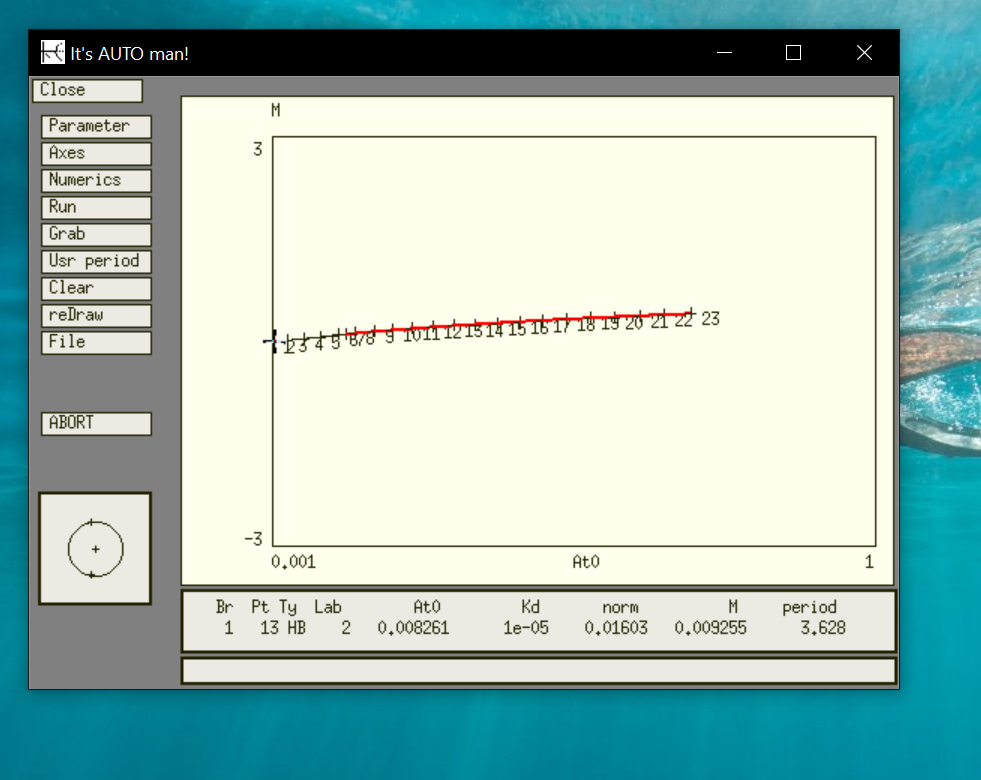 It's AUTO man!
Close
Parameter
Axes
Numerics
Run
Grab
Usr period
Clear
reDraw
File
ABORT
M
3
2 3 4 5 6 7 8 9 10 11 12 13 14 15 16 17 18 19 20 21 22 23
-3
0.001 At0 1
Br Pt Ty Lab At0 Kd norm M period
1 13 HB 2 0.008261 1e-05 0.01603 0.009255 3.628